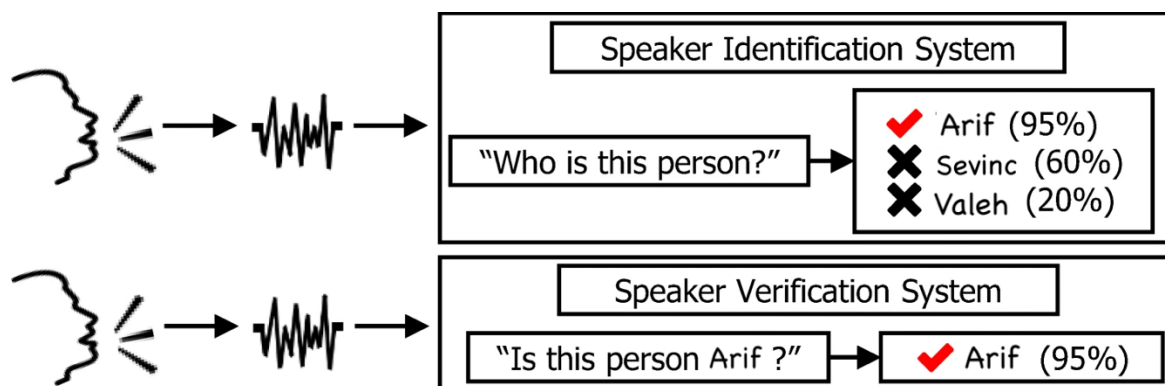 Speaker Identification System
“Who is this person?”
Arif (95%)
Sevinc (60%)
Valeh (20%)
Speaker Verification System
“Is this person Arif ?”
Arif (95%)